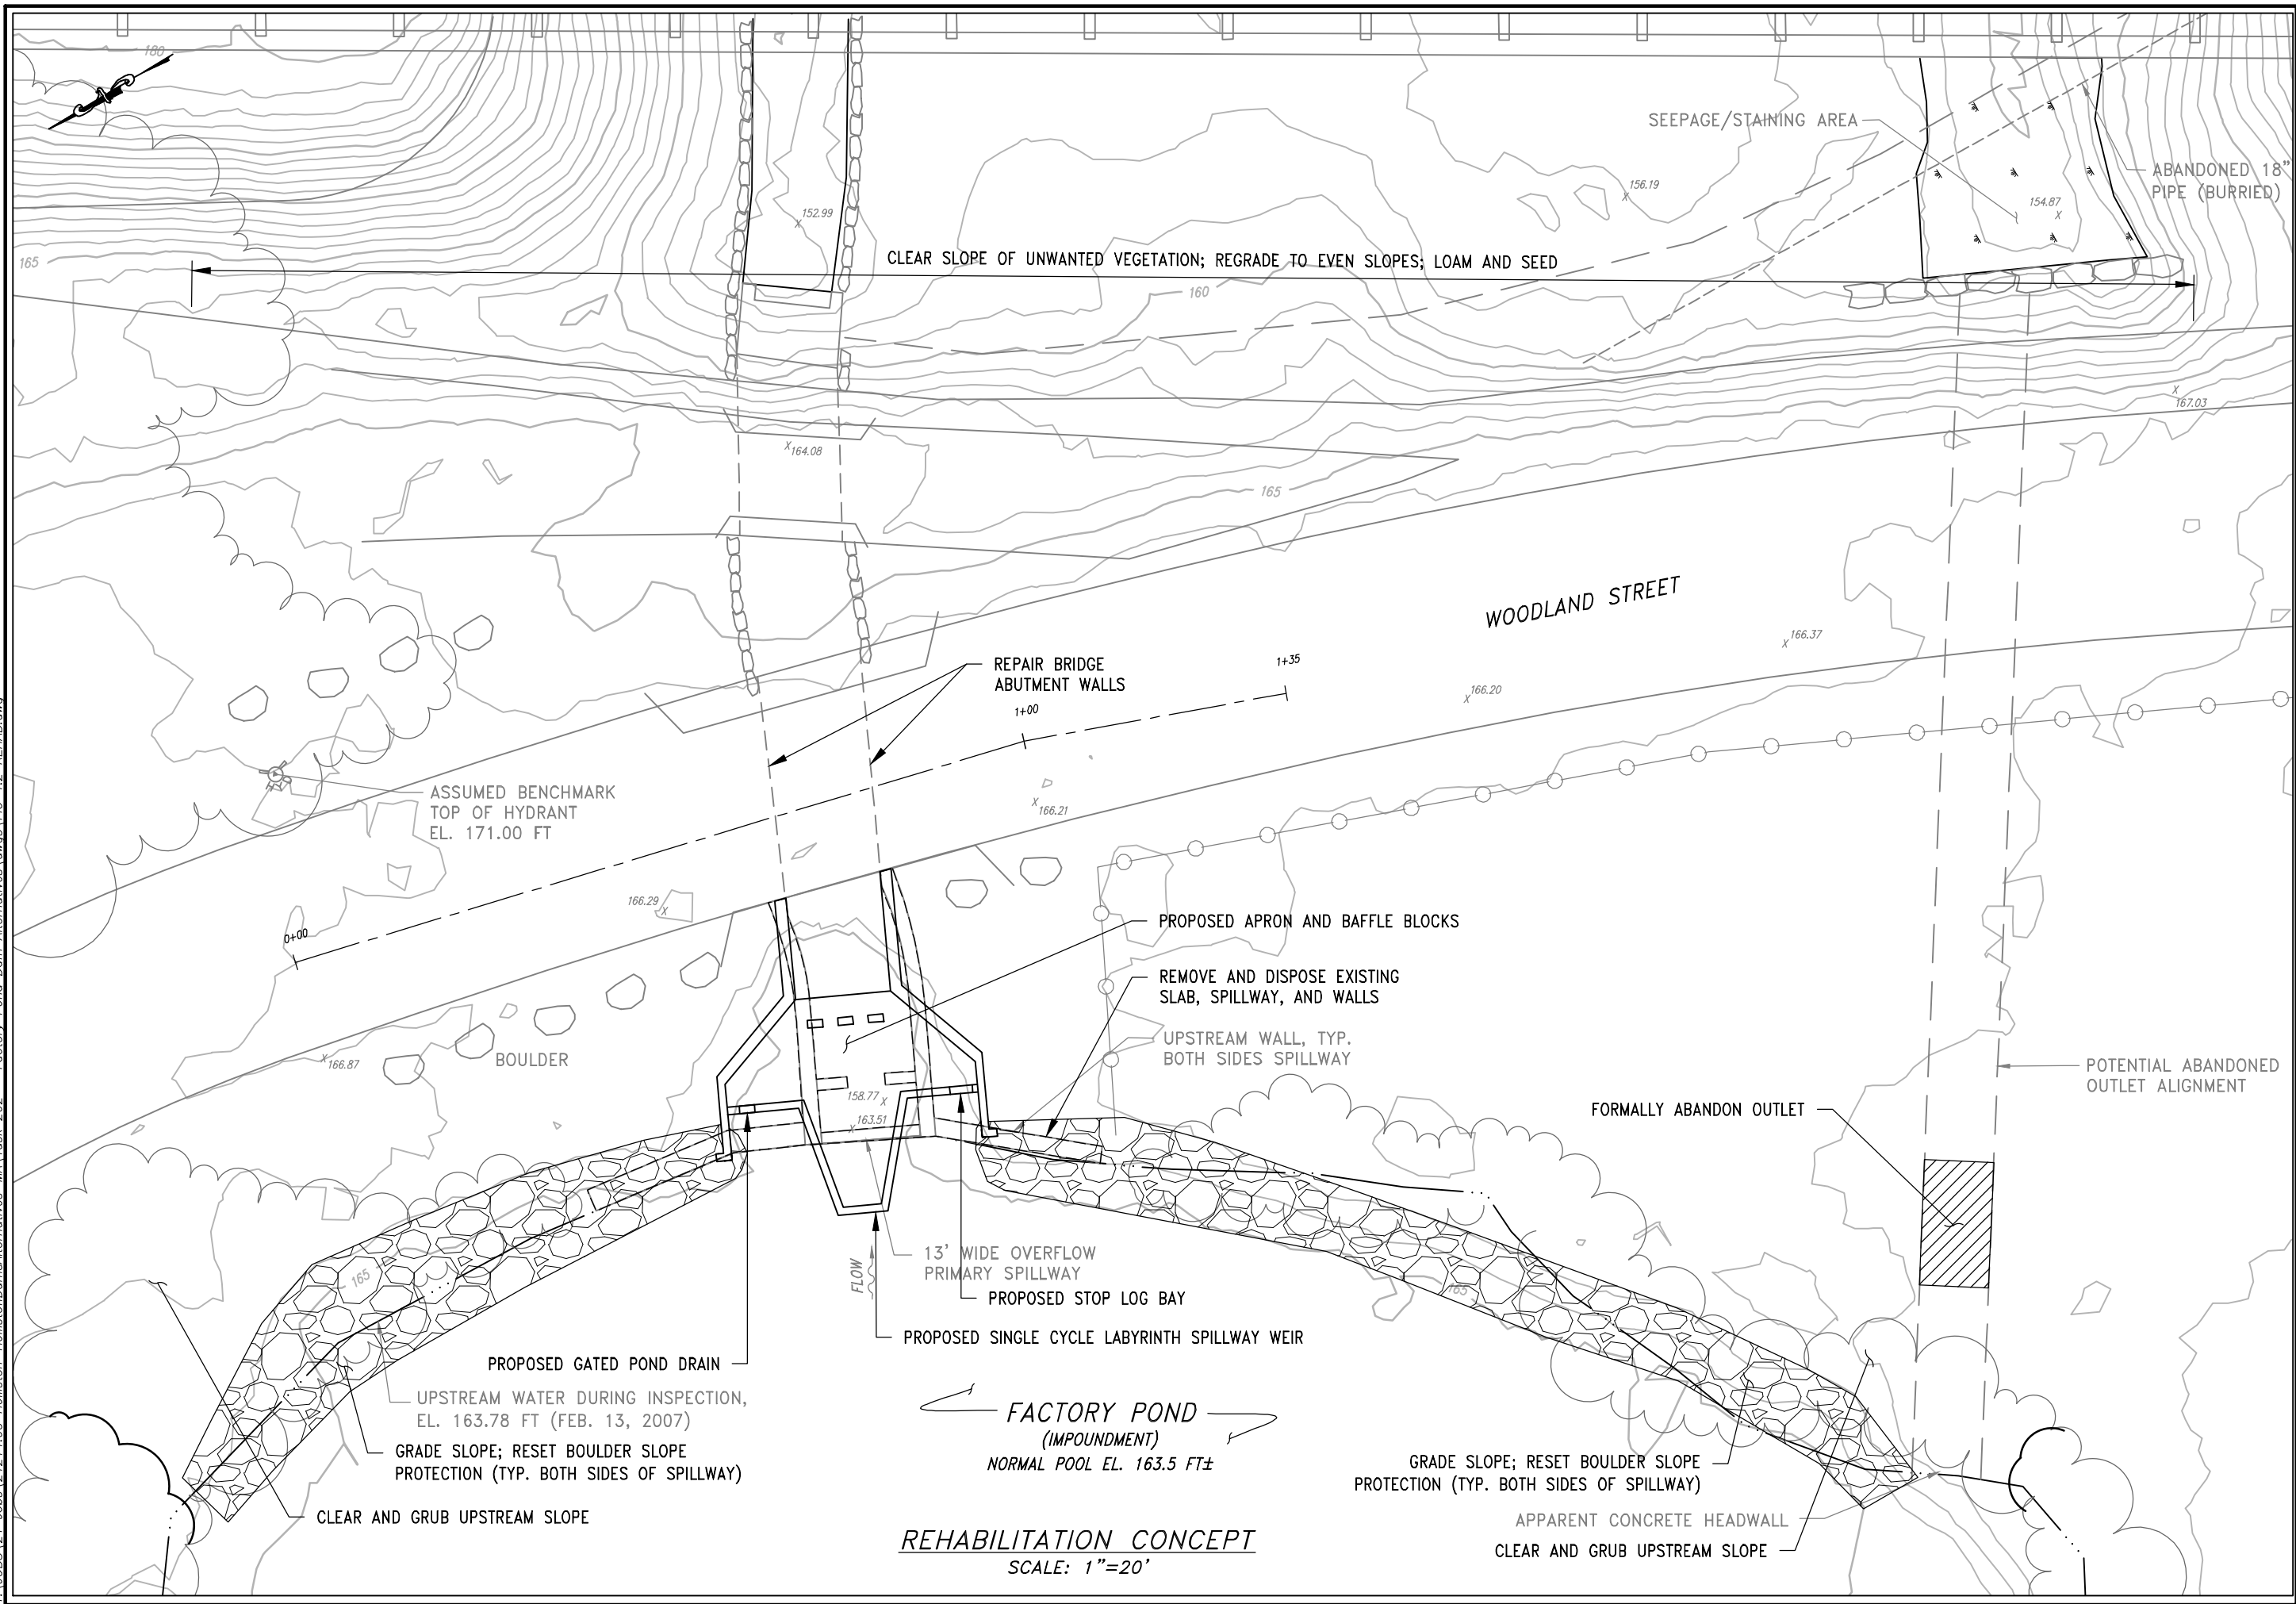 180
SEEPAGE/STAINING AREA
156.19
ABANDONED 18"
PIPE (BURRIED)
154.87
X
152.99
X
X
165
CLEAR SLOPE OF UNWANTED VEGETATION; REGRADE TO EVEN SLOPES; LOAM AND SEED
160
X
167.03
X
164.08
165
WOODLAND STREET
166.37
X
REPAIR BRIDGE
ABUTMENT WALLS
1+35
1+00
166.20
X
ASSUMED BENCHMARK
TOP OF HYDRANT
EL. 171.00 FT
X
166.21
166.29
X
0+00
PROPOSED APRON AND BAFFLE BLOCKS
REMOVE AND DISPOSE EXISTING
SLAB, SPILLWAY, AND WALLS
UPSTREAM WALL, TYP.
BOTH SIDES SPILLWAY
X
166.87
BOULDER
POTENTIAL ABANDONED
OUTLET ALIGNMENT
158.77
X
163.51
X
FORMALLY ABANDON OUTLET
13' WIDE OVERFLOW
PRIMARY SPILLWAY
FLOW
165
165
PROPOSED STOP LOG BAY
PROPOSED SINGLE CYCLE LABYRINTH SPILLWAY WEIR
PROPOSED GATED POND DRAIN
UPSTREAM WATER DURING INSPECTION,
EL. 163.78 FT (FEB. 13, 2007)
GRADE SLOPE; RESET BOULDER SLOPE
PROTECTION (TYP. BOTH SIDES OF SPILLWAY)
CLEAR AND GRUB UPSTREAM SLOPE
FACTORY POND
(IMPOUNDMENT)
NORMAL POOL EL. 163.5 FT±
GRADE SLOPE; RESET BOULDER SLOPE
PROTECTION (TYP. BOTH SIDES OF SPILLWAY)
APPARENT CONCRETE HEADWALL
CLEAR AND GRUB UPSTREAM SLOPE
REHABILITATION CONCEPT
SCALE: 1"=20'